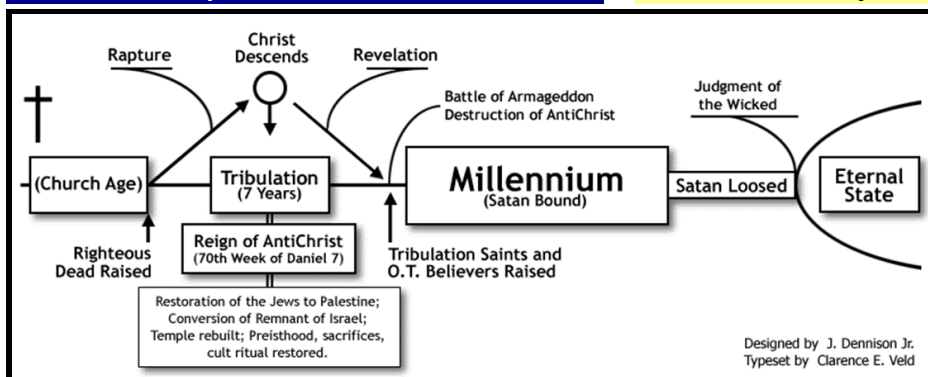 Christ
Descends
Rapture
Revelation
Judgment of
the Wicked
Battle of Armageddon
Destruction of AntiChrist
(Church Age)
Tribulation
(7 Years)
Millennium
(Satan Bound)
Satan Loosed
Eternal
State
Righteous
Dead Raised
Reign of AntiChrist
(70th Week of Daniel 7)
Tribulation Saints and
O.T. Believers Raised
Restoration of the Jews to Palestine;
Conversion of Remnant of Israel;
Temple rebuilt; Preisthood, sacrifices,
cult ritual restored.
Designed by J. Dennison Jr.
Typeset by Clarence E. Veld